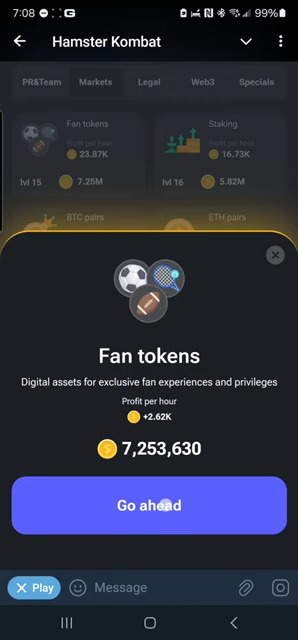 7:08
99%
Hamster Kombat
PR&Team Markets Legal Web3 Specials
Fan tokens
Profit per hour
23.87K
lvl 15 7.25M
Staking
Profit per hour
16.73K
lvl 16 5.82M
BTC pairs
ETH pairs
Fan tokens
Digital assets for exclusive fan experiences and privileges
Profit per hour
+2.62K
7,253,630
Go ahead
Play
Message